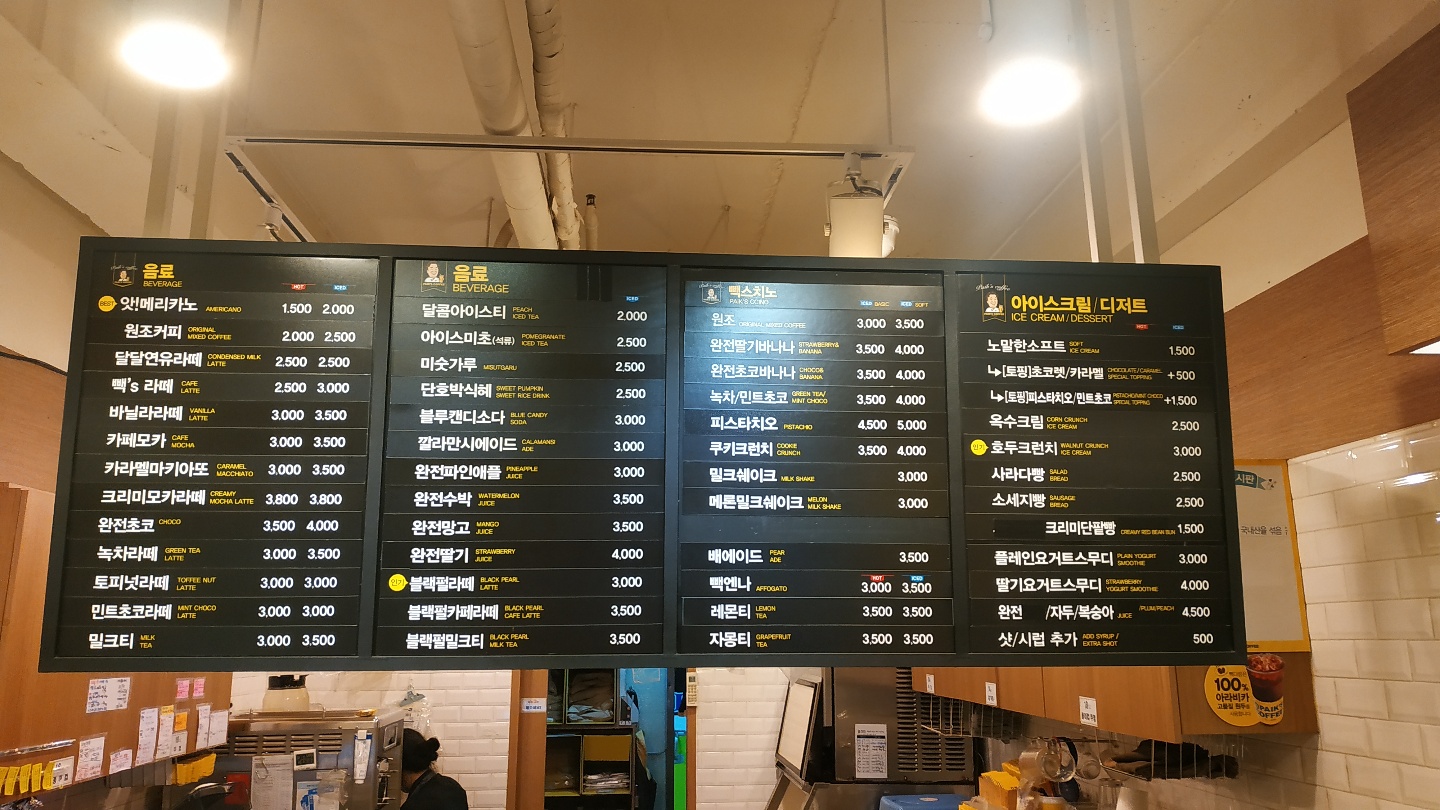 음료
BEVERAGE
HOT ICED
BEST 앗!메리카노 AMERICANO 1.500 2.000
원조커피 ORIGINAL MIXED COFFEE 2.000 2.500
달달연유라떼 CONDENSED MILK LATTE 2.500 2.500
빽's 라떼 CAFE LATTE 2.500 3.000
바닐라라떼 VANILLA LATTE 3.000 3.500
카페모카 CAFE MOCHA 3.000 3.500
카라멜마키아또 CARAMEL MACCHIATO 3.000 3.500
크리미모카라떼 CREAMY MOCHA LATTE 3.800 3.800
완전초코 CHOCO 3.500 4.000
녹차라떼 GREEN TEA LATTE 3.000 3.500
토피넛라떼 TOFFEE NUT LATTE 3.000 3.500
민트초코라떼 MINT CHOCO LATTE 3.000 3.500
밀크티 MILK TEA 3.000 3.500
음료
BEVERAGE
ICED
달콤아이스티 PEACH ICED TEA 2.000
아이스미초(석류) POMEGRANATE ICED TEA 2.500
미숫가루 MISUTGARU 2,500
단호박식혜 SWEET PUMPKIN SWEET RICE DRINK 2.500
블루캔디소다 BLUE CANDY SODA 3.000
깔라만시에이드 CALAMANSI ADE 3.000
완전파인애플 PINEAPPLE JUICE 3,000
완전수박 WATERMELON JUICE 3.500
완전망고 MANGO JUICE 3,500
완전딸기 STRAWBERRY JUICE 4,000
인기 블랙펄라떼 BLACK PEARL LATTE 3,000
블랙펄카페라떼 BLACK PEARL CAFE LATTE 3,500
블랙펄밀크티 BLACK PEARL MILK TEA 3,500
빽스치노
PAIK'S CCINO
ICED BASIC ICED SOFT
원조 ORIGINAL MIXED COFFEE 3,000 3,500
완전딸기바나나 STRAWBERRY& BANANA 3,500 4,000
완전초코바나나 CHOCO& BANANA 3,500 4,000
녹차/민트초코 GREEN TEA/ MINT CHOCO 3,500 4,000
피스타치오 PISTACHIO 4,500 5,000
쿠키크런치 COOKIE CRUNCH 3,500 4,000
밀크쉐이크 MILK SHAKE 3,000
메론밀크쉐이크 MELON MILK SHAKE 3,000
배에이드 PEAR ADE 3,500
HOT ICED
빽엔나 AFFOGATO 3,000 3,500
레몬티 LEMON TEA 3,500 3,500
자몽티 GRAPEFRUIT TEA 3,500 3,500
아이스크림/디저트
ICE CREAM/DESSERT
HOT ICED
노말한소프트 SOFT ICE CREAM 1,500
↳[토핑]초코렛/카라멜 CHOCOLATE/CARAMEL SPECIAL TOPPING +500
↳[토핑]피스타치오/민트초코 PISTACHIO/MINT CHOCO SPECIAL TOPPING +1,500
옥수크림 CORN CRUNCH ICE CREAM 2,500
인기 호두크런치 WALNUT CRUNCH ICE CREAM 3,000
사라다빵 SALAD BREAD 2,500
소세지빵 SAUSAGE BREAD 2,500
크리미단팥빵 CREAMY RED BEAN BUN 1,500
플레인요거트스무디 PLAIN YOGURT SMOOTHIE 3,000
딸기요거트스무디 STRAWBERRY YOGURT SMOOTHIE 4,000
완전 /자두/복숭아 JUICE /PLUM/PEACH 4,500
샷/시럽 추가 ADD SYRUP / EXTRA SHOT 500
시판
국내산을 섞음
100%
아라비카
고품질 원두를
PAIK'S
COFFEE